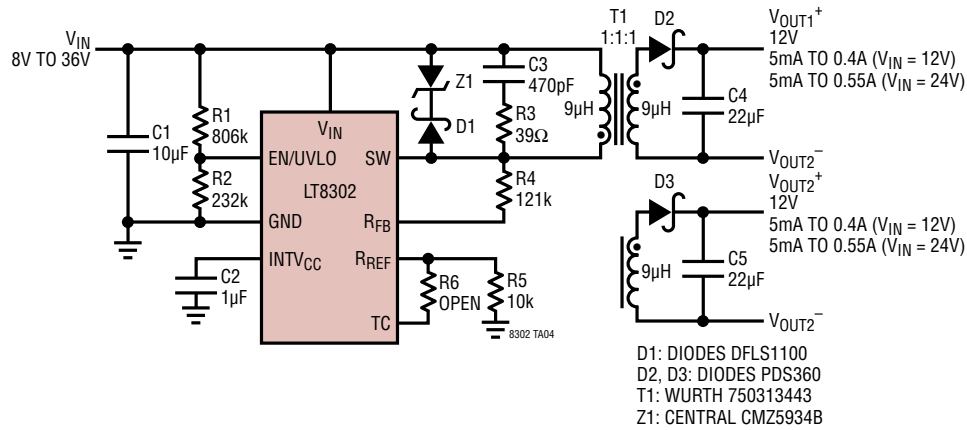 V_IN
8V TO 36V
C1
10µF
R1
806k
R2
232k
V_IN
EN/UVLO
SW
LT8302
GND
R_FB
INTV_CC
R_REF
TC
C2
1µF
Z1
D1
C3
470pF
R3
39Ω
R4
121k
R6
OPEN
R5
10k
8302 TA04
T1
1:1:1
9µH
9µH
D2
C4
22µF
V_OUT1+
12V
5mA TO 0.4A (V_IN = 12V)
5mA TO 0.55A (V_IN = 24V)
V_OUT2–
D3
9µH
C5
22µF
V_OUT2+
12V
5mA TO 0.4A (V_IN = 12V)
5mA TO 0.55A (V_IN = 24V)
V_OUT2–
D1: DIODES DFLS1100
D2, D3: DIODES PDS360
T1: WURTH 750313443
Z1: CENTRAL CMZ5934B